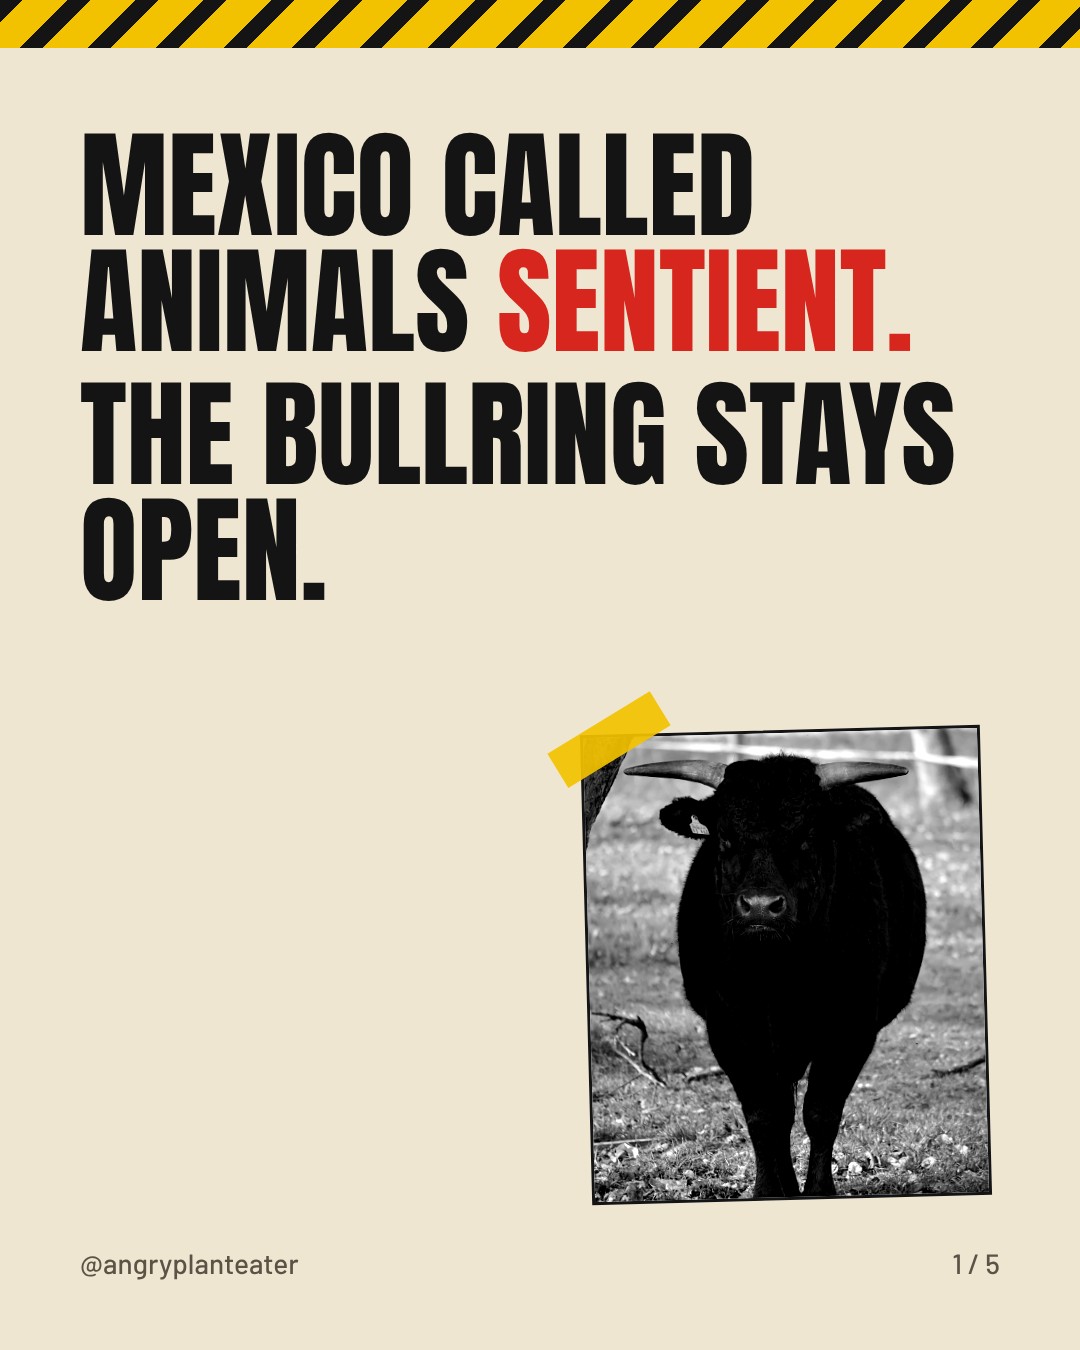 MEXICO CALLED
ANIMALS SENTIENT.
THE BULLRING STAYS
OPEN.
@angryplanteater
1 / 5